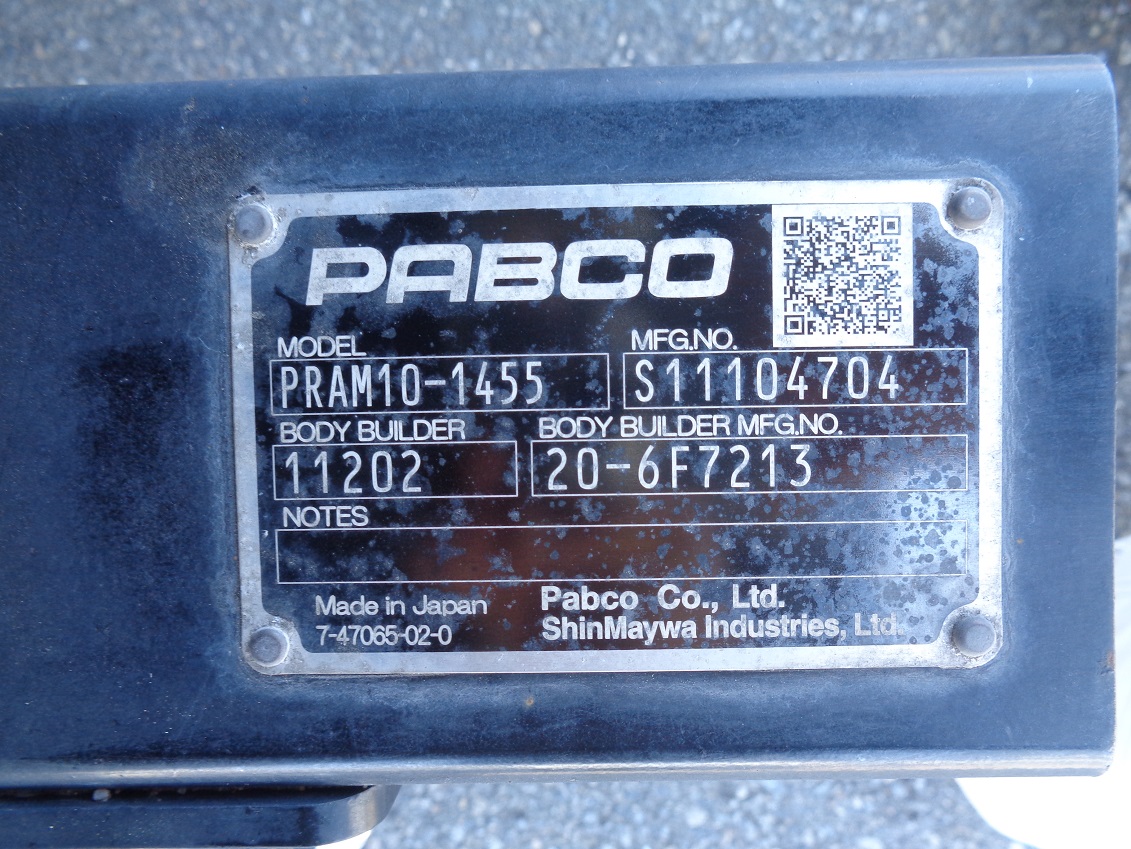 PABCO
MODEL MFG.NO.
PRAM10-1455 S11104704
BODY BUILDER BODY BUILDER MFG.NO.
11202 20-6F7213
NOTES
Made in Japan Pabco Co., Ltd.
7-47065-02-0 ShinMaywa Industries, Ltd.